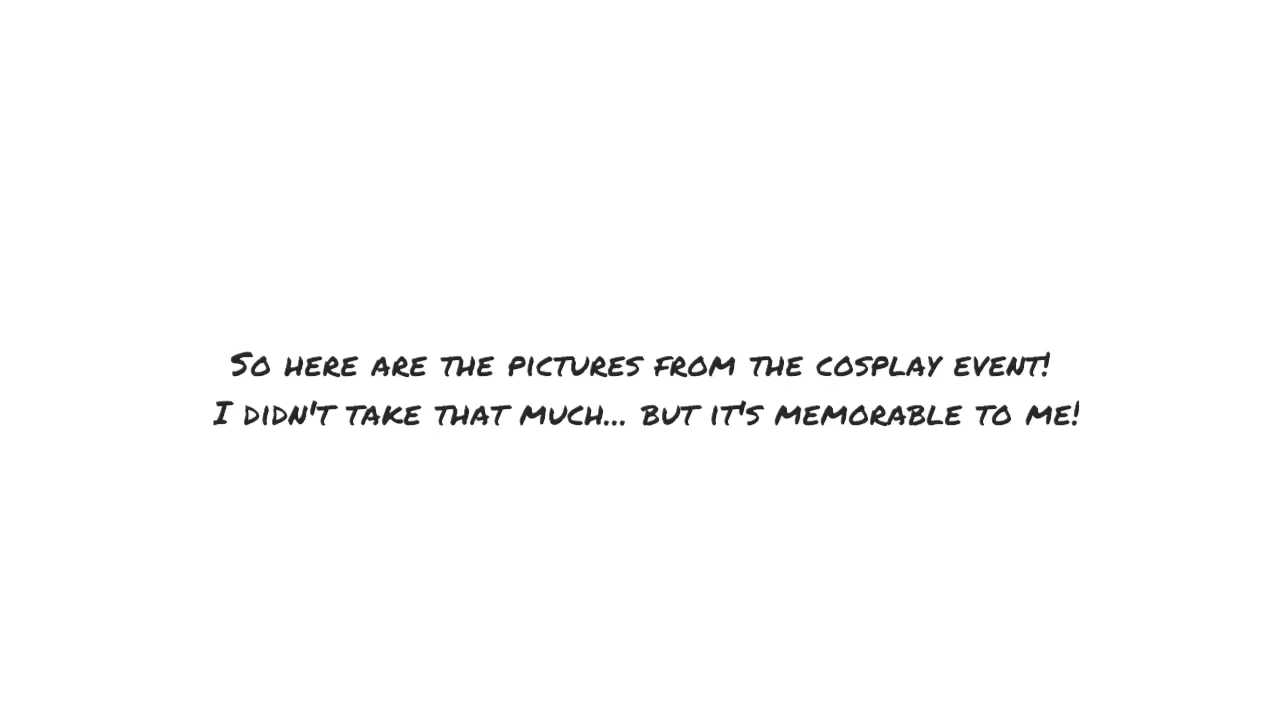 So here are the pictures from the cosplay event!
I didn't take that much... but it's memorable to me!